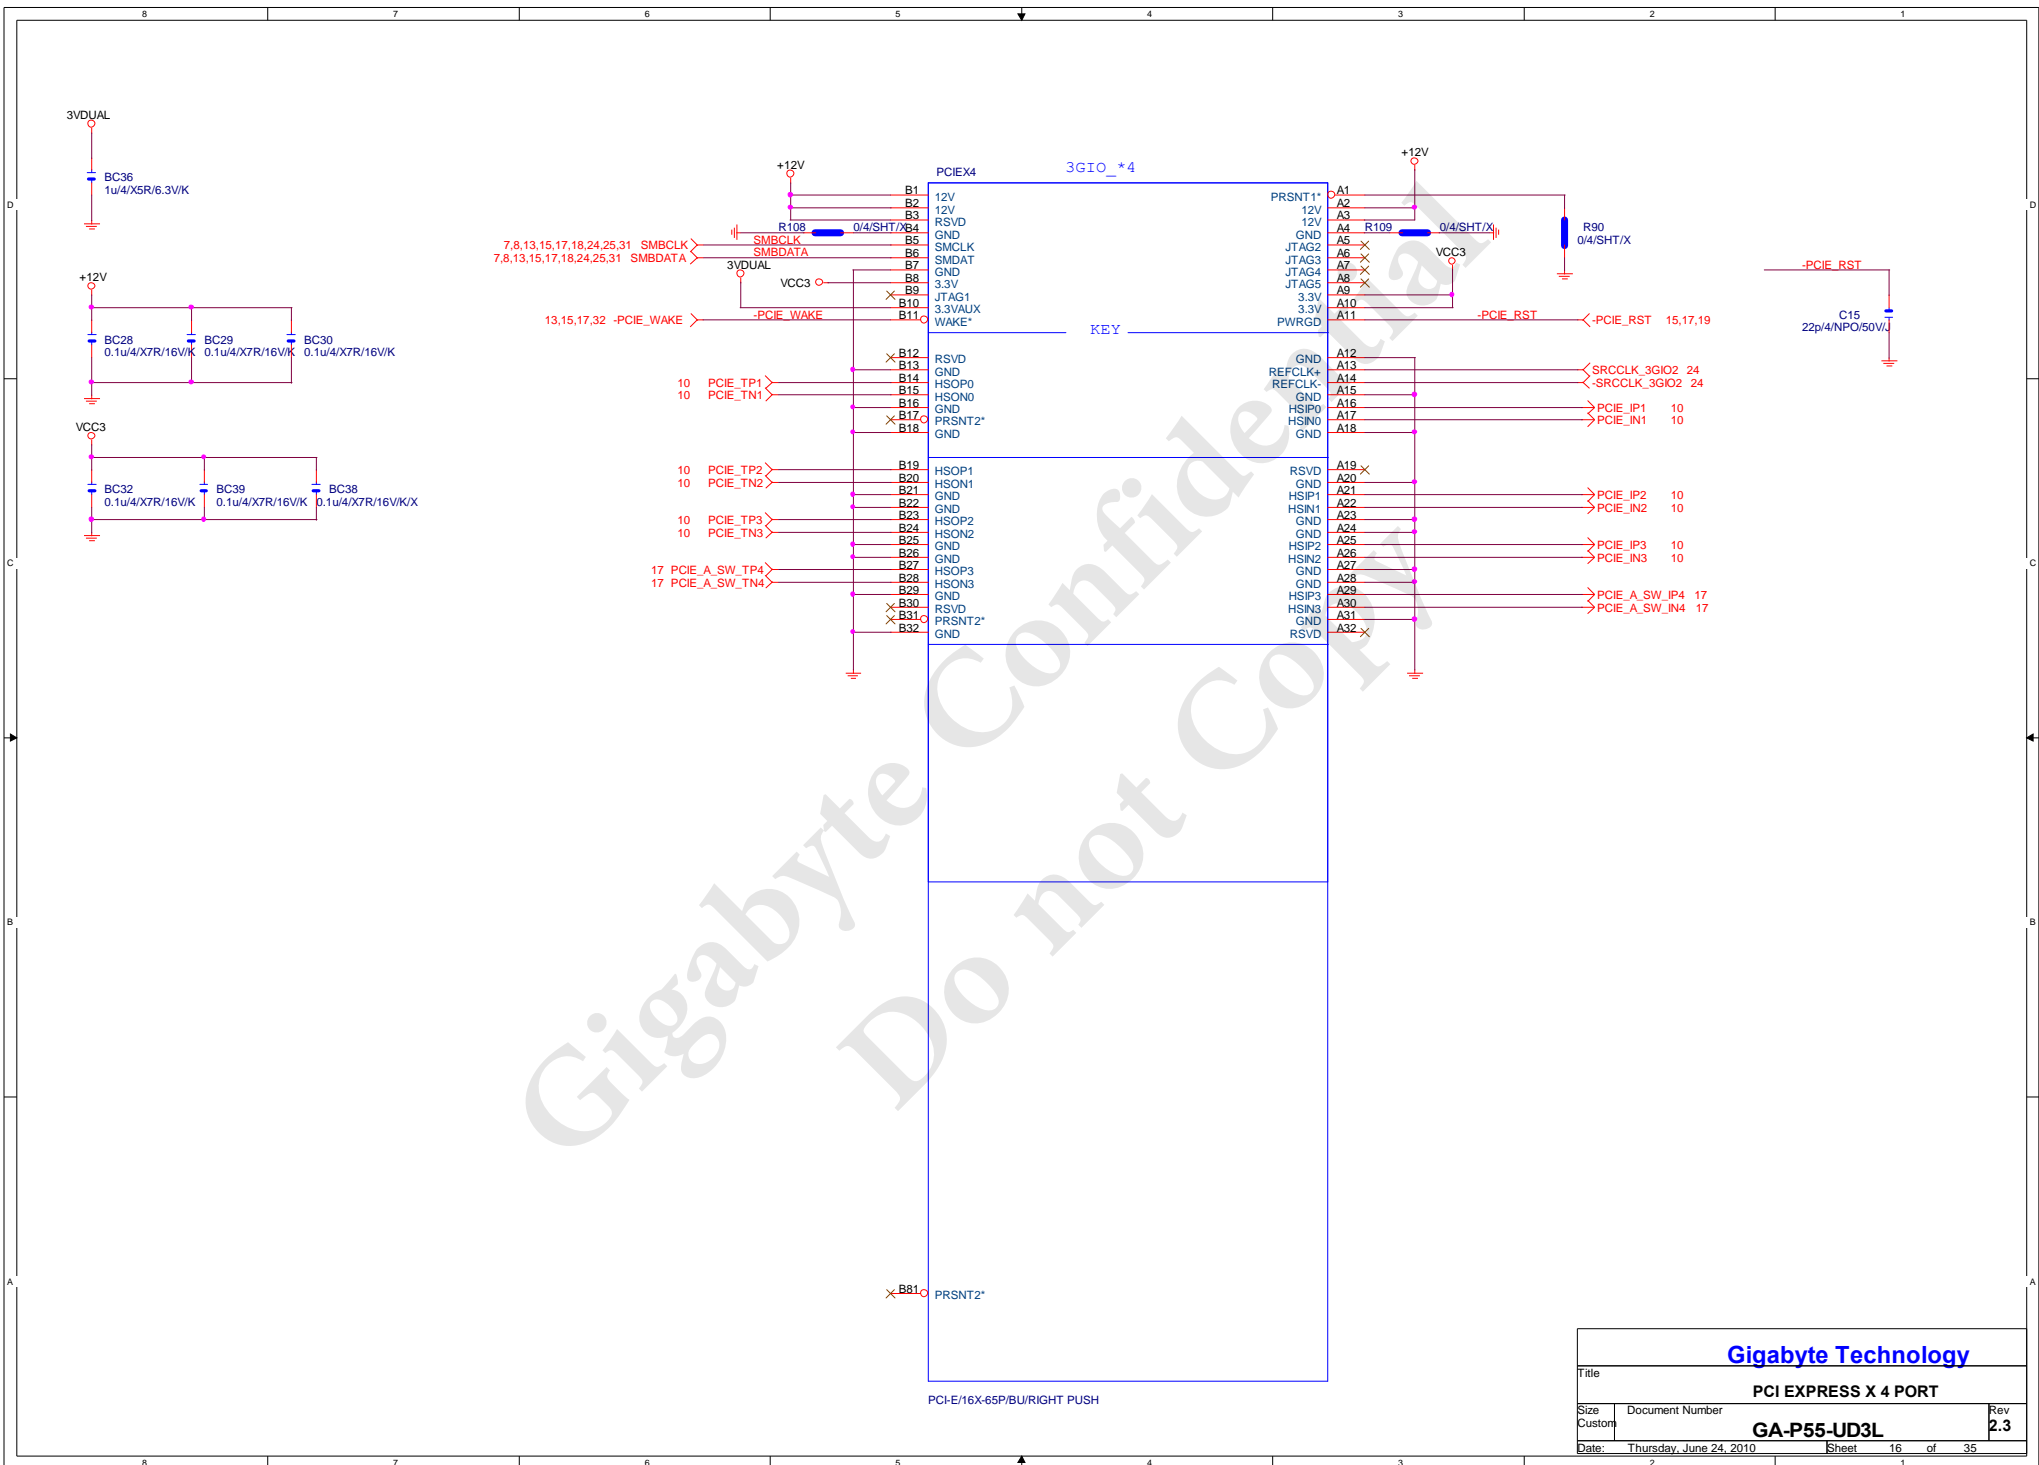 8 7 6 5 4 3 2 1
3VDUAL
BC36
1u/4/X5R/6.3V/K
+12V
BC28
0.1u/4/X7R/16V/K
BC29
0.1u/4/X7R/16V/K
BC30
0.1u/4/X7R/16V/K
VCC3
BC32
0.1u/4/X7R/16V/K
BC39
0.1u/4/X7R/16V/K
BC38
0.1u/4/X7R/16V/K/X
+12V
PCIEX4
3GIO_*4
+12V
R108 0/4/SHT/X
7,8,13,15,17,18,24,25,31 SMBCLK
SMBCLK
7,8,13,15,17,18,24,25,31 SMBDATA
SMBDATA
3VDUAL
VCC3
13,15,17,32 -PCIE_WAKE
-PCIE_WAKE
10 PCIE_TP1
10 PCIE_TN1
10 PCIE_TP2
10 PCIE_TN2
10 PCIE_TP3
10 PCIE_TN3
17 PCIE_A_SW_TP4
17 PCIE_A_SW_TN4
B1 12V
B2 12V
B3 RSVD
B4 GND
B5 SMCLK
B6 SMDAT
B7 GND
B8 3.3V
B9 JTAG1
B10 3.3VAUX
B11 WAKE*
KEY
B12 RSVD
B13 GND
B14 HSOP0
B15 HSON0
B16 GND
B17 PRSNT2*
B18 GND
B19 HSOP1
B20 HSON1
B21 GND
B22 GND
B23 HSOP2
B24 HSON2
B25 GND
B26 GND
B27 HSOP3
B28 HSON3
B29 GND
B30 RSVD
B31 PRSNT2*
B32 GND
B81 PRSNT2*
PRSNT1* A1
12V A2
12V A3
GND A4
JTAG2 A5
JTAG3 A6
JTAG4 A7
JTAG5 A8
3.3V A9
3.3V A10
PWRGD A11
GND A12
REFCLK+ A13
REFCLK- A14
GND A15
HSIP0 A16
HSIN0 A17
GND A18
RSVD A19
GND A20
HSIP1 A21
HSIN1 A22
GND A23
GND A24
HSIP2 A25
HSIN2 A26
GND A27
GND A28
HSIP3 A29
HSIN3 A30
GND A31
RSVD A32
R109 0/4/SHT/X
VCC3
R90
0/4/SHT/X
-PCIE_RST
-PCIE_RST 15,17,19
SRCCLK_3GIO2 24
-SRCCLK_3GIO2 24
PCIE_IP1 10
PCIE_IN1 10
PCIE_IP2 10
PCIE_IN2 10
PCIE_IP3 10
PCIE_IN3 10
PCIE_A_SW_IP4 17
PCIE_A_SW_IN4 17
-PCIE_RST
C15
22p/4/NPO/50V/J
PCI-E/16X-65P/BU/RIGHT PUSH
Gigabyte Confidential
Do not Copy
D D
C C
B B
A A
Gigabyte Technology
Title
PCI EXPRESS X 4 PORT
Size Document Number Rev
Custom GA-P55-UD3L 2.3
Date: Thursday, June 24, 2010 Sheet 16 of 35
8 7 6 5 4 3 2 1